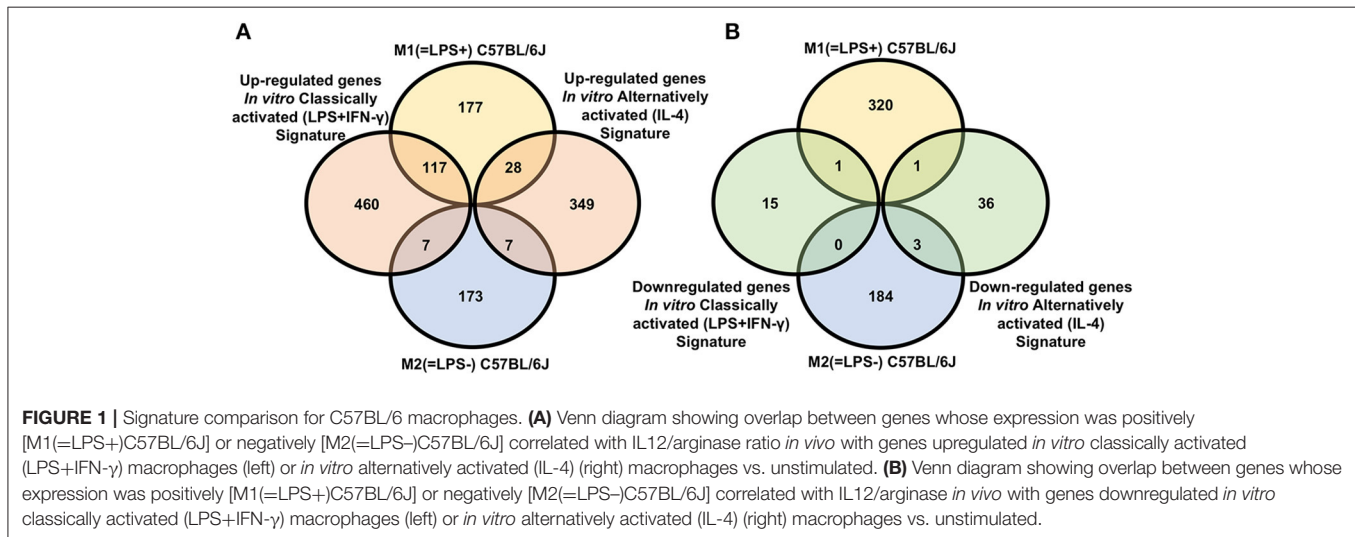 A
M1(=LPS+) C57BL/6J
Up-regulated genes
In vitro Classically
activated (LPS+IFN-γ)
Signature
Up-regulated genes
In vitro Alternatively
activated (IL-4)
Signature
177
117
28
460
349
7
7
173
M2(=LPS-) C57BL/6J
B
M1(=LPS+) C57BL/6J
320
1
1
15
36
0
3
184
Downregulated genes
In vitro Classically
activated (LPS+IFN-γ)
Signature
Down-regulated genes
In vitro Alternatively
activated (IL-4)
Signature
M2(=LPS-) C57BL/6J
FIGURE 1 | Signature comparison for C57BL/6 macrophages. (A) Venn diagram showing overlap between genes whose expression was positively
[M1(=LPS+)C57BL/6J] or negatively [M2(=LPS–)C57BL/6J] correlated with IL12/arginase ratio in vivo with genes upregulated in vitro classically activated
(LPS+IFN-γ) macrophages (left) or in vitro alternatively activated (IL-4) (right) macrophages vs. unstimulated. (B) Venn diagram showing overlap between genes whose
expression was positively [M1(=LPS+)C57BL/6J] or negatively [M2(=LPS–)C57BL/6J] correlated with IL12/arginase in vivo with genes downregulated in vitro
classically activated (LPS+IFN-γ) macrophages (left) or in vitro alternatively activated (IL-4) (right) macrophages vs. unstimulated.